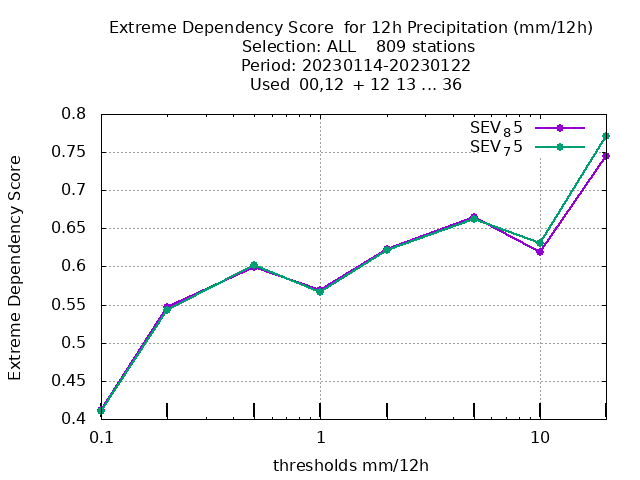 Extreme Dependency Score  for 12h Precipitation (mm/12h)
Selection: ALL    809 stations
Period: 20230114-20230122
Used  00,12  + 12 13 ... 36
SEV₈5
SEV₇5
0.8
0.75
0.7
0.65
0.6
0.55
0.5
0.45
0.4
Extreme Dependency Score
0.1 1 10
thresholds mm/12h